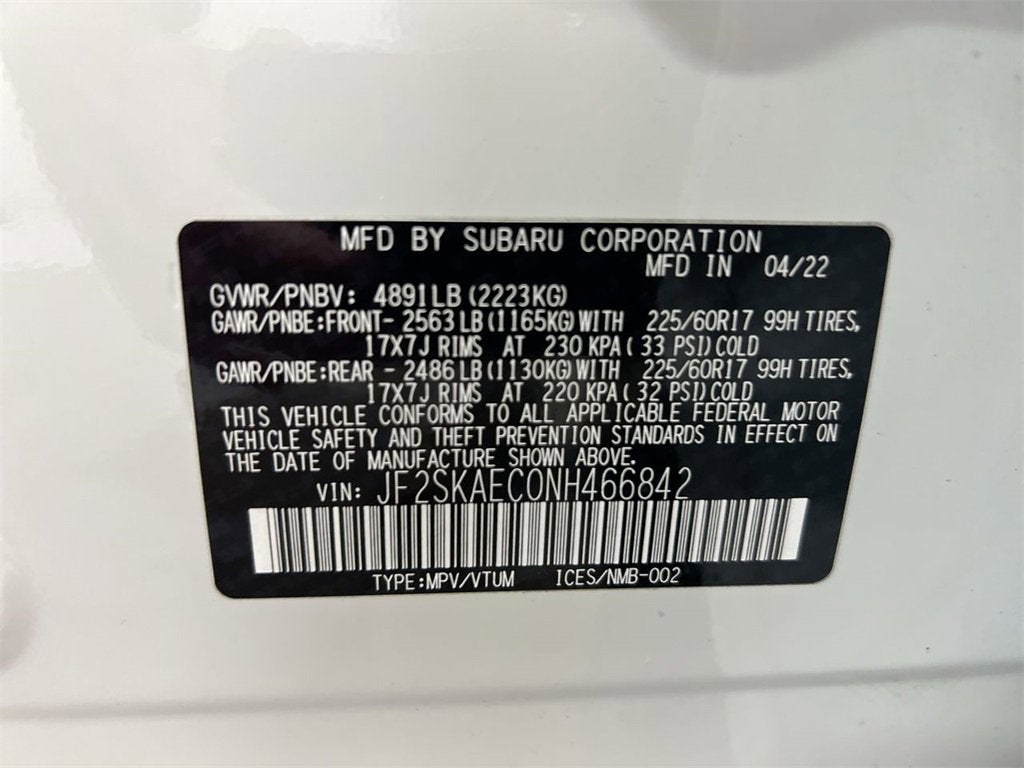 MFD BY SUBARU CORPORATION
MFD IN 04/22
GVWR/PNBV: 4891LB (2223KG)
GAWR/PNBE:FRONT- 2563LB (1165KG) WITH 225/60R17 99H TIRES,
17X7J RIMS AT 230 KPA ( 33 PSI) COLD
GAWR/PNBE:REAR - 2486LB (1130KG) WITH 225/60R17 99H TIRES,
17X7J RIMS AT 220 KPA ( 32 PSI) COLD
THIS VEHICLE CONFORMS TO ALL APPLICABLE FEDERAL MOTOR
VEHICLE SAFETY AND THEFT PREVENTION STANDARDS IN EFFECT ON
THE DATE OF MANUFACTURE SHOWN ABOVE.
VIN: JF2SKAEC0NH466842
TYPE:MPV/VTUM ICES/NMB-002